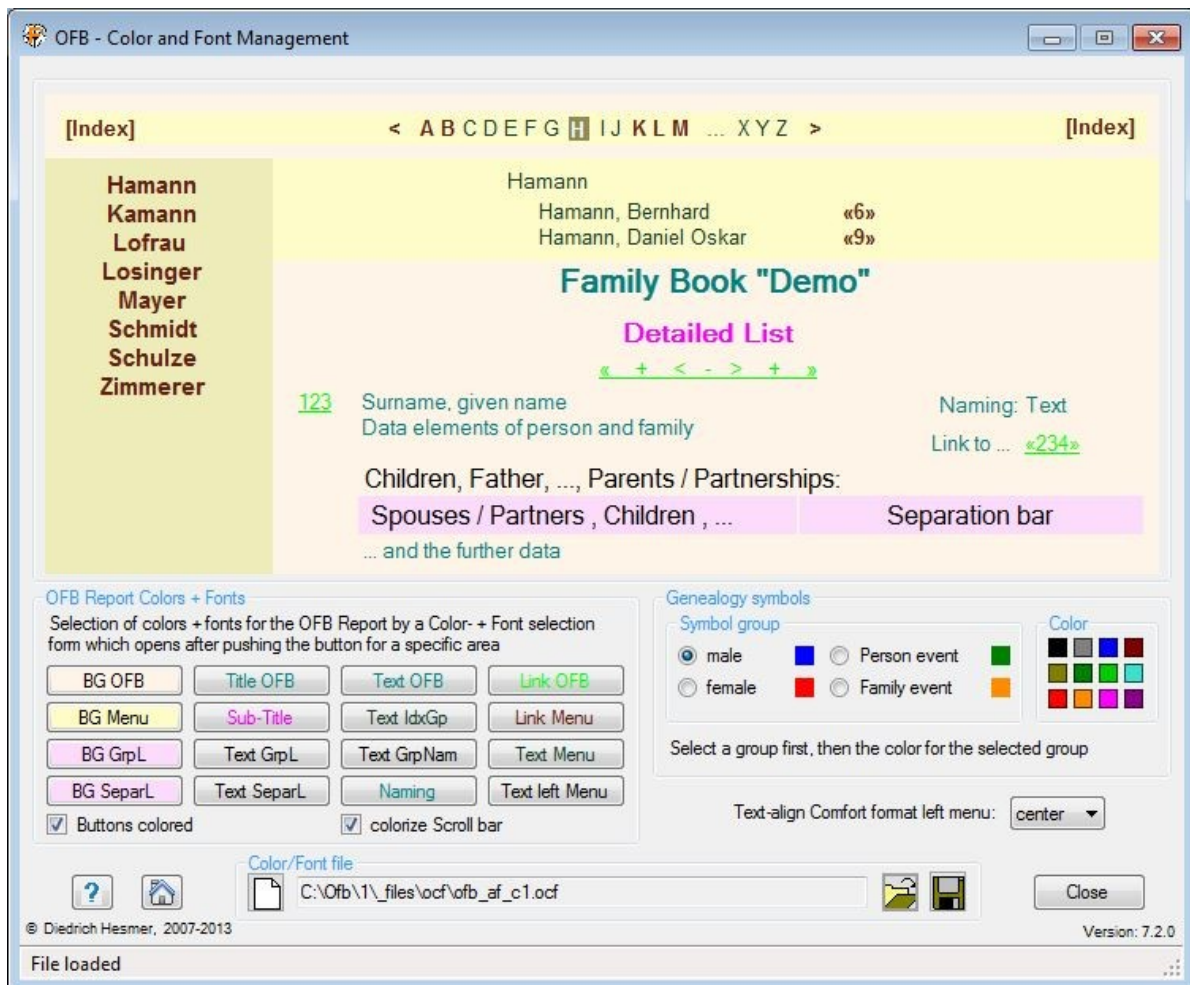 OFB - Color and Font Management
[Index] < A B C D E F G H I J K L M ... X Y Z > [Index]
Hamann
Kamann
Lofrau
Losinger
Mayer
Schmidt
Schulze
Zimmerer
Hamann
Hamann, Bernhard «6»
Hamann, Daniel Oskar «9»
Family Book "Demo"
Detailed List
« + < - > + »
123 Surname, given name Naming: Text
Data elements of person and family
Link to ... «234»
Children, Father, ..., Parents / Partnerships:
Spouses / Partners , Children , ... Separation bar
... and the further data
OFB Report Colors + Fonts
Selection of colors + fonts for the OFB Report by a Color- + Font selection
form which opens after pushing the button for a specific area
BG OFB Title OFB Text OFB Link OFB
BG Menu Sub-Title Text IdxGp Link Menu
BG GrpL Text GrpL Text GrpNam Text Menu
BG SeparL Text SeparL Naming Text left Menu
Buttons colored colorize Scroll bar
Genealogy symbols
Symbol group Color
male Person event
female Family event
Select a group first, then the color for the selected group
Text-align Comfort format left menu: center
Color/Font file
? C:\Ofb\1\_files\ocf\ofb_af_c1.ocf Close
© Diedrich Hesmer, 2007-2013 Version: 7.2.0
File loaded